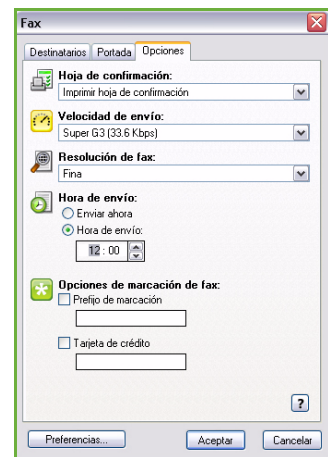 Fax
Destinatarios Portada Opciones
Hoja de confirmación:
Imprimir hoja de confirmación
Velocidad de envío:
Super G3 (33.6 Kbps)
Resolución de fax:
Fina
Hora de envío:
Enviar ahora
Hora de envío:
12 : 00
Opciones de marcación de fax:
Prefijo de marcación
Tarjeta de crédito
?
Preferencias... Aceptar Cancelar